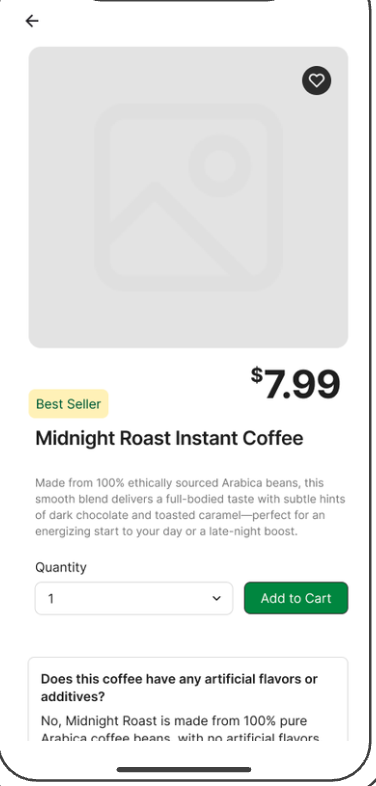 $7.99
Best Seller
Midnight Roast Instant Coffee
Made from 100% ethically sourced Arabica beans, this
smooth blend delivers a full-bodied taste with subtle hints
of dark chocolate and toasted caramel—perfect for an
energizing start to your day or a late-night boost.
Quantity
1
Add to Cart
Does this coffee have any artificial flavors or
additives?
No, Midnight Roast is made from 100% pure
Arabica coffee beans, with no artificial flavors